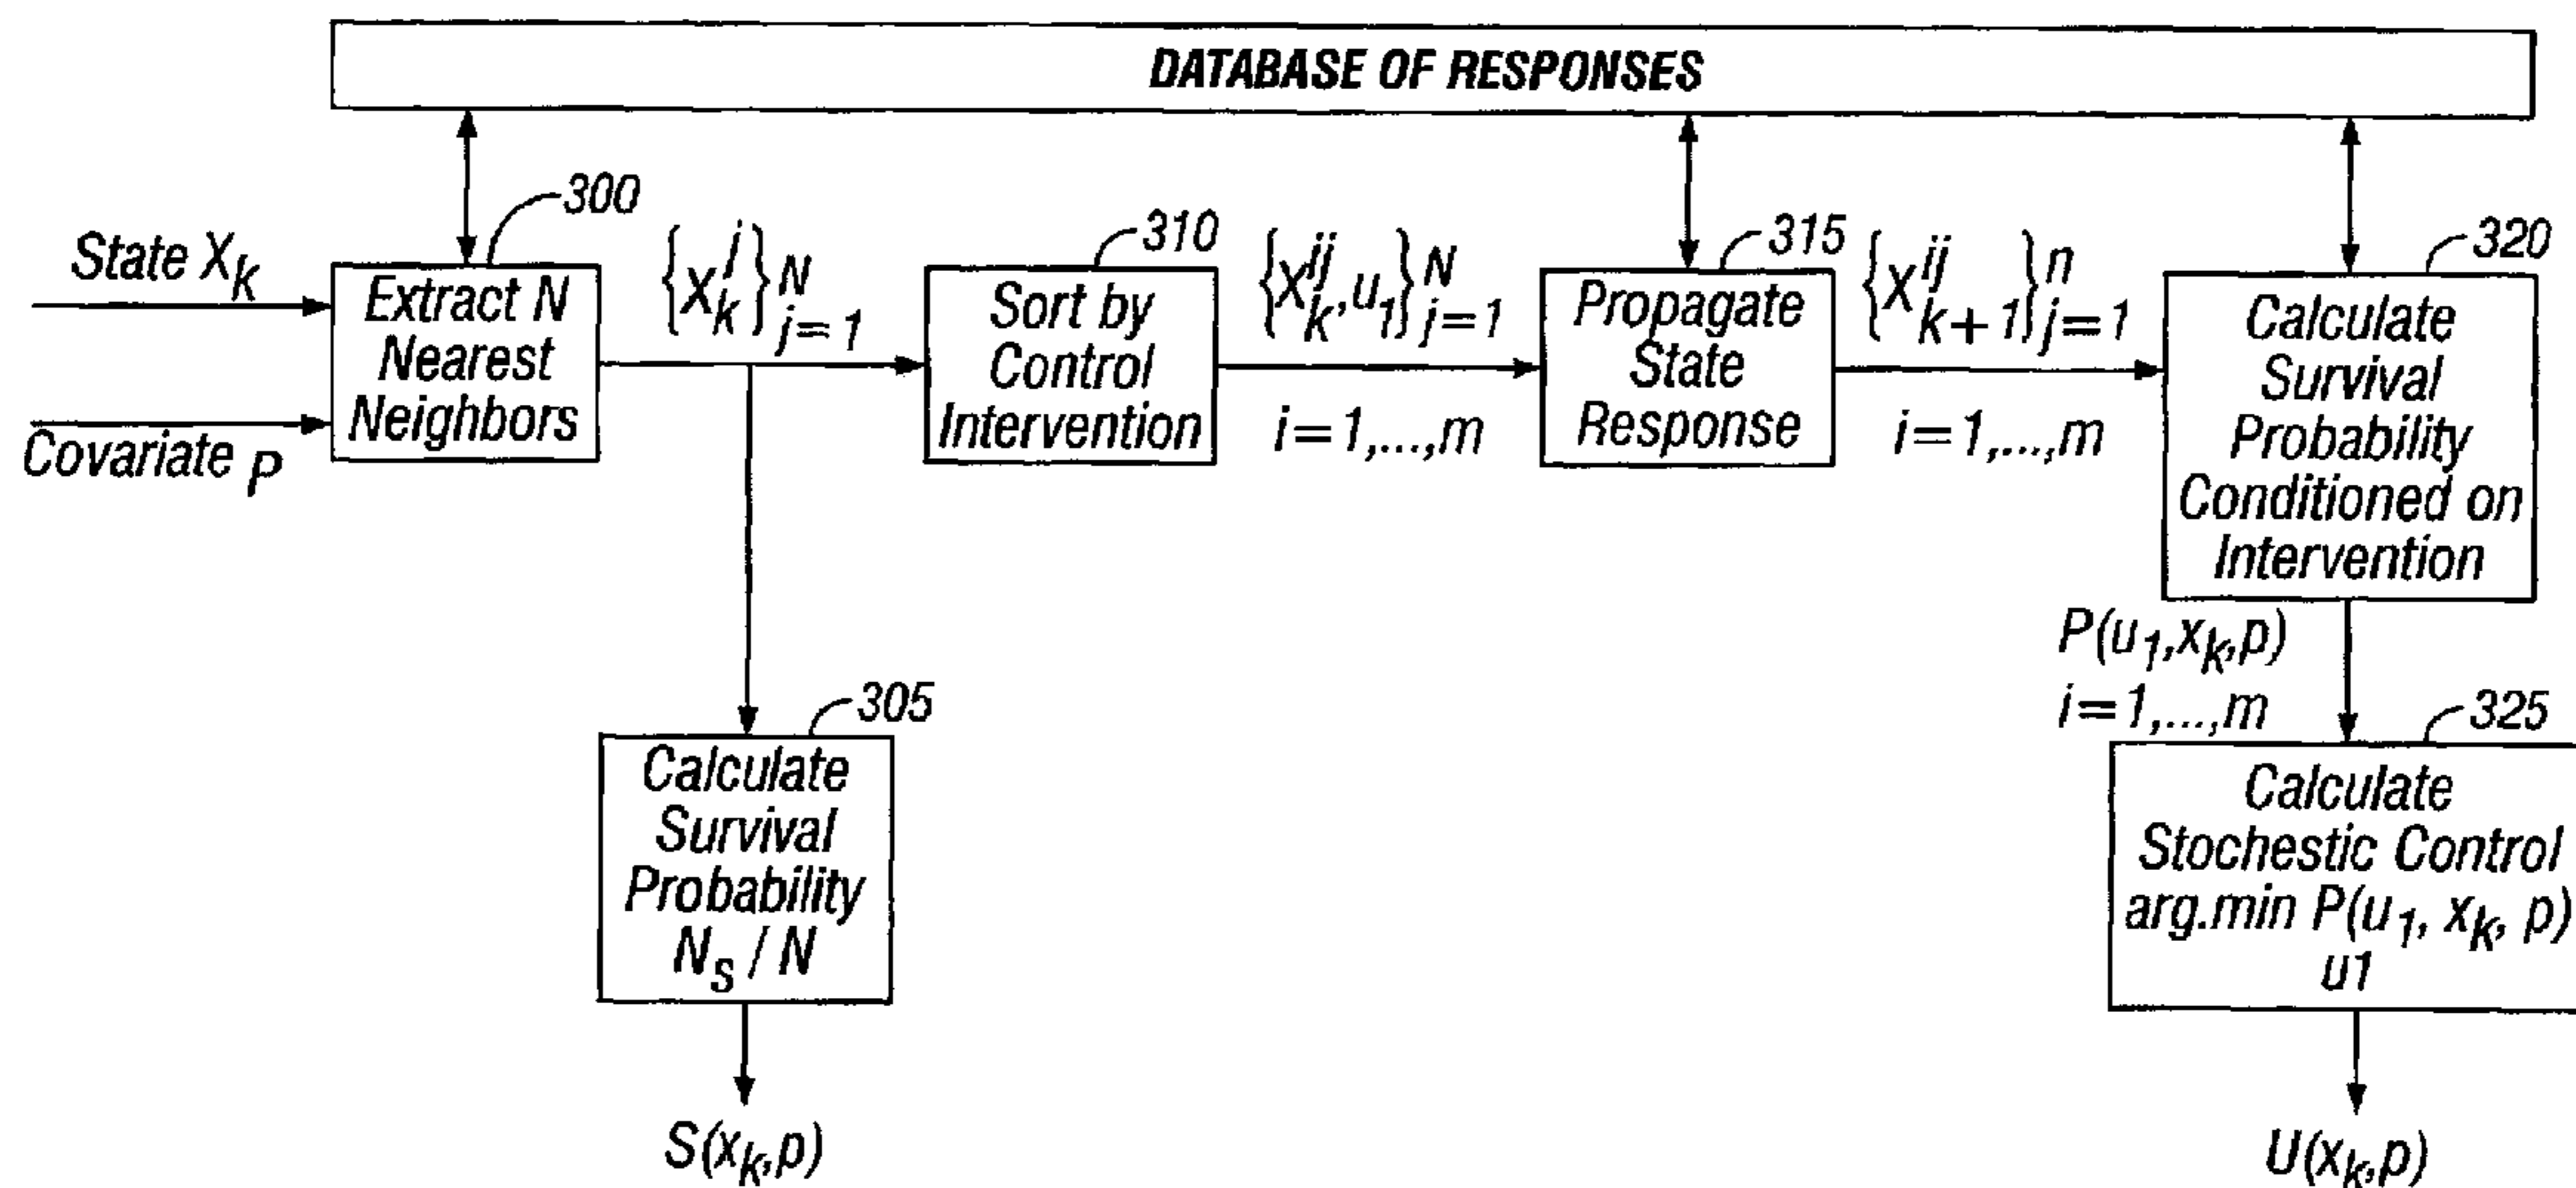 DATABASE OF RESPONSES
300
State X_k
Covariate P
Extract N
Nearest
Neighbors
{X_k^j}_{j=1}^N
310
Sort by
Control
Intervention
{X_k^{ij}, u_1}_{j=1}^N
i=1,...,m
315
Propagate
State
Response
{X_{k+1}^{ij}}_{j=1}^n
i=1,...,m
320
Calculate
Survival
Probability
Conditioned on
Intervention
P(u_1,x_k,p)
i=1,...,m
305
Calculate
Survival
Probability
N_s / N
S(x_k,p)
325
Calculate
Stochestic Control
arg.min P(u_1, x_k, p)
u1
U(x_k,p)